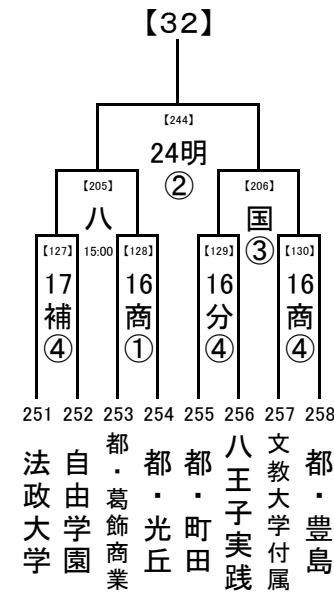 【32】
【244】
24明
②
【205】
八
15:00
【206】
国
③
【127】
17
補
④
【128】
16
商
①
【129】
16
分
④
【130】
16
商
④
251 252 253 254 255 256 257 258
法政大学
自由学園
都・葛飾商業
都・光丘
都・町田
八王子実践
文教大学付属
都・豊島